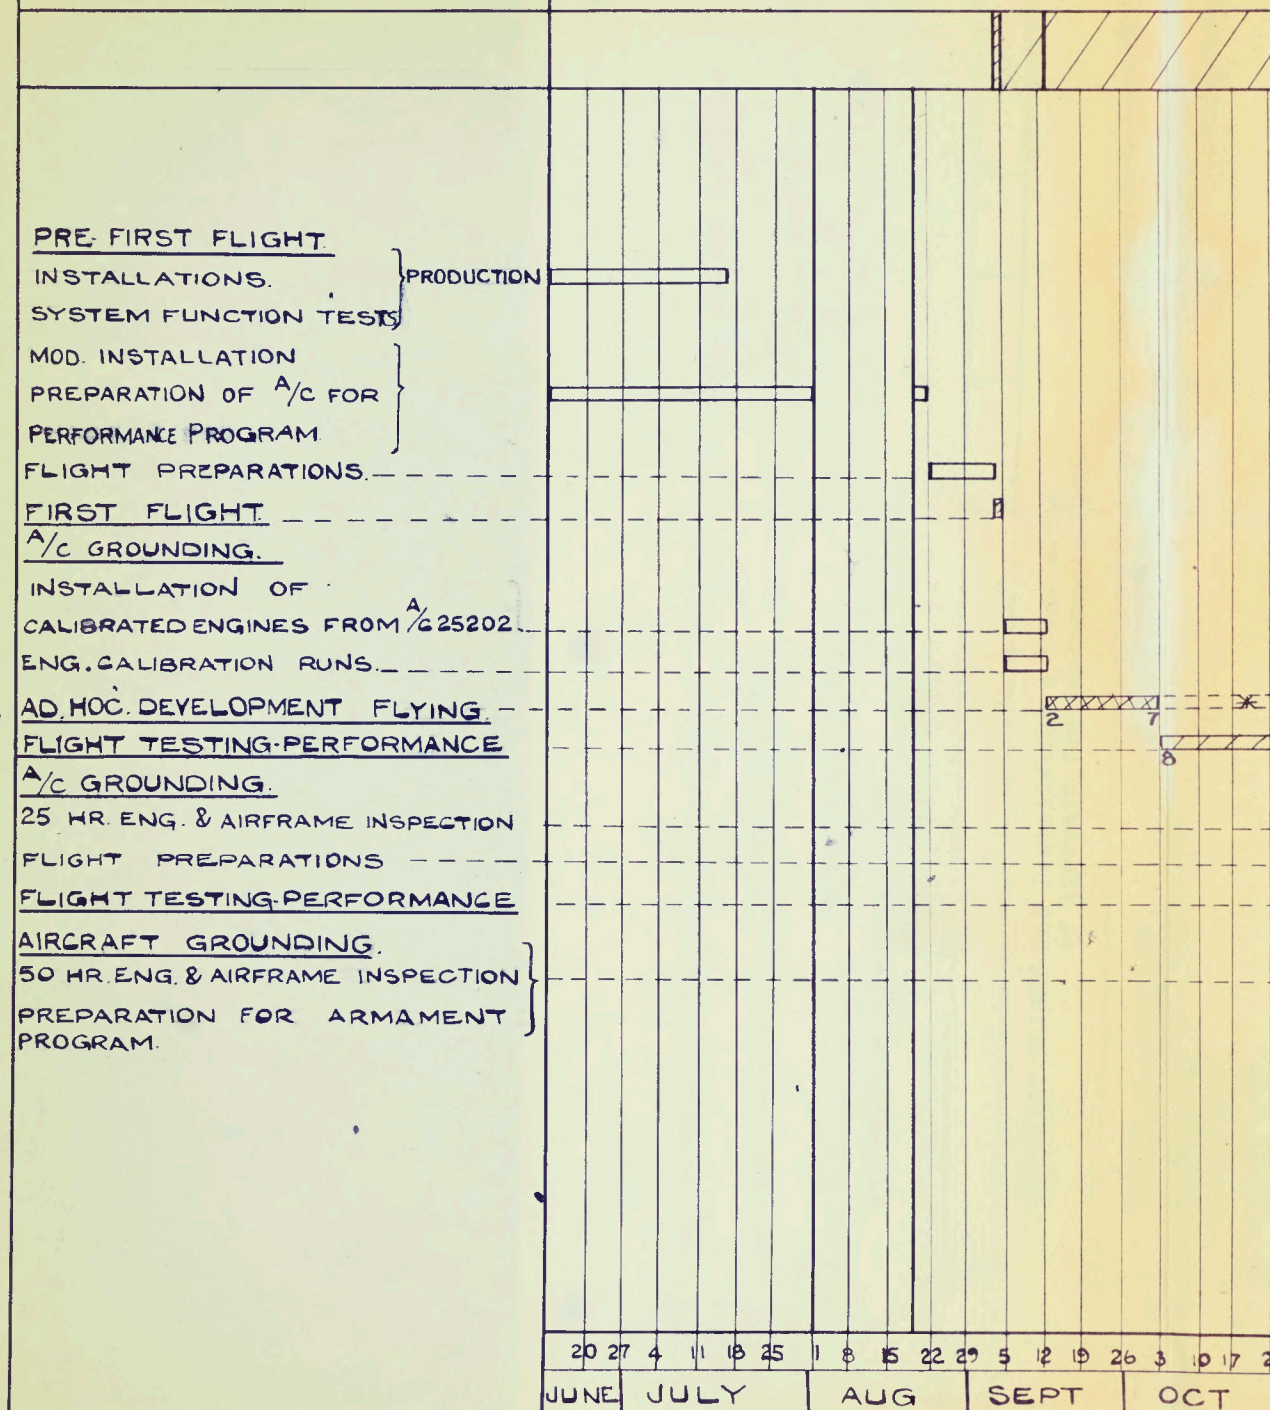 PRE-FIRST FLIGHT.
INSTALLATIONS.
PRODUCTION
SYSTEM FUNCTION TESTS
MOD. INSTALLATION
PREPARATION OF A/C FOR
PERFORMANCE PROGRAM
FLIGHT PREPARATIONS.
FIRST FLIGHT
A/C GROUNDING.
INSTALLATION OF
CALIBRATED ENGINES FROM A/C 25202.
ENG. CALIBRATION RUNS.
AD. HOC. DEVELOPMENT FLYING.
2 7
FLIGHT TESTING-PERFORMANCE
8
A/C GROUNDING.
25 HR. ENG. & AIRFRAME INSPECTION
FLIGHT PREPARATIONS
FLIGHT TESTING-PERFORMANCE
AIRCRAFT GROUNDING.
50 HR. ENG. & AIRFRAME INSPECTION
PREPARATION FOR ARMAMENT
PROGRAM.
20 27 4 11 18 25 1 8 15 22 29 5 12 19 26 3 10 17
JUNE JULY AUG SEPT OCT